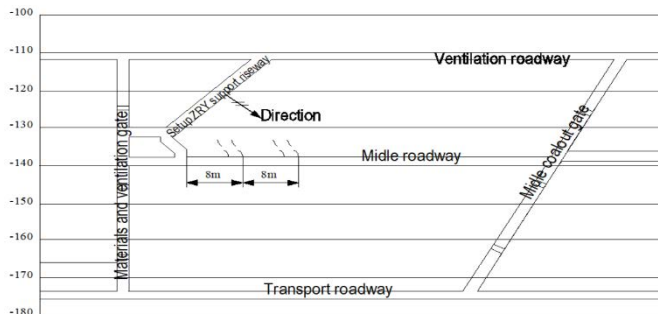 -100
-110
Ventilation roadway
Setup ZRY support riseway
-120
Direction
-130
Midle roadway
-140
8m
8m
Materials and ventilation gate
Midle coalout gate
-150
-160
-170
Transport roadway
-180